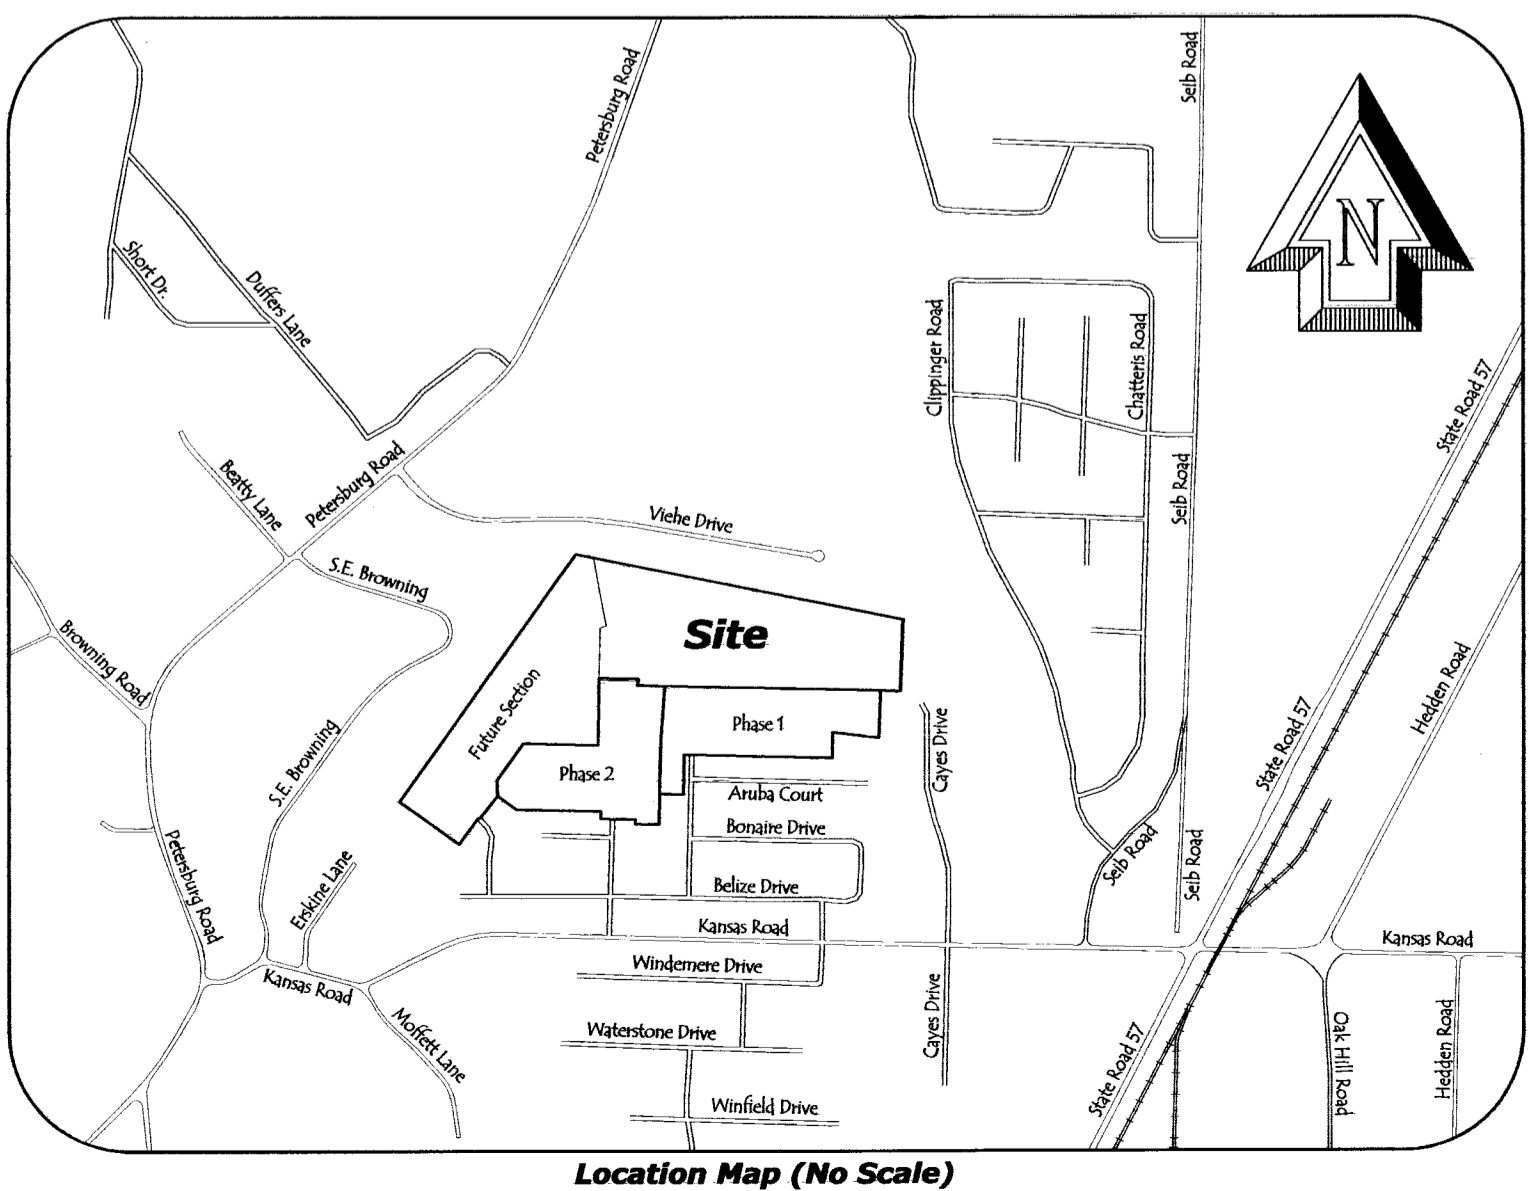 Seib Road
Petersburg Road
N
Short Dr.
Duffers Lane
Clippinger Road
Chatteris Road
State Road 57
Beatty Lane
Petersburg Road
Seib Road
Viehe Drive
S.E. Browning
Site
Browning Road
Hedden Road
Future Section
Phase 1
State Road 57
Cayes Drive
S.E. Browning
Phase 2
Aruba Court
Bonaire Drive
Petersburg Road
Erskine Lane
Seib Road
Seib Road
Belize Drive
Kansas Road
Kansas Road
Windemere Drive
Kansas Road
Cayes Drive
Moffett Lane
Waterstone Drive
State Road 57
Oak Hill Road
Hedden Road
Winfield Drive
Location Map (No Scale)